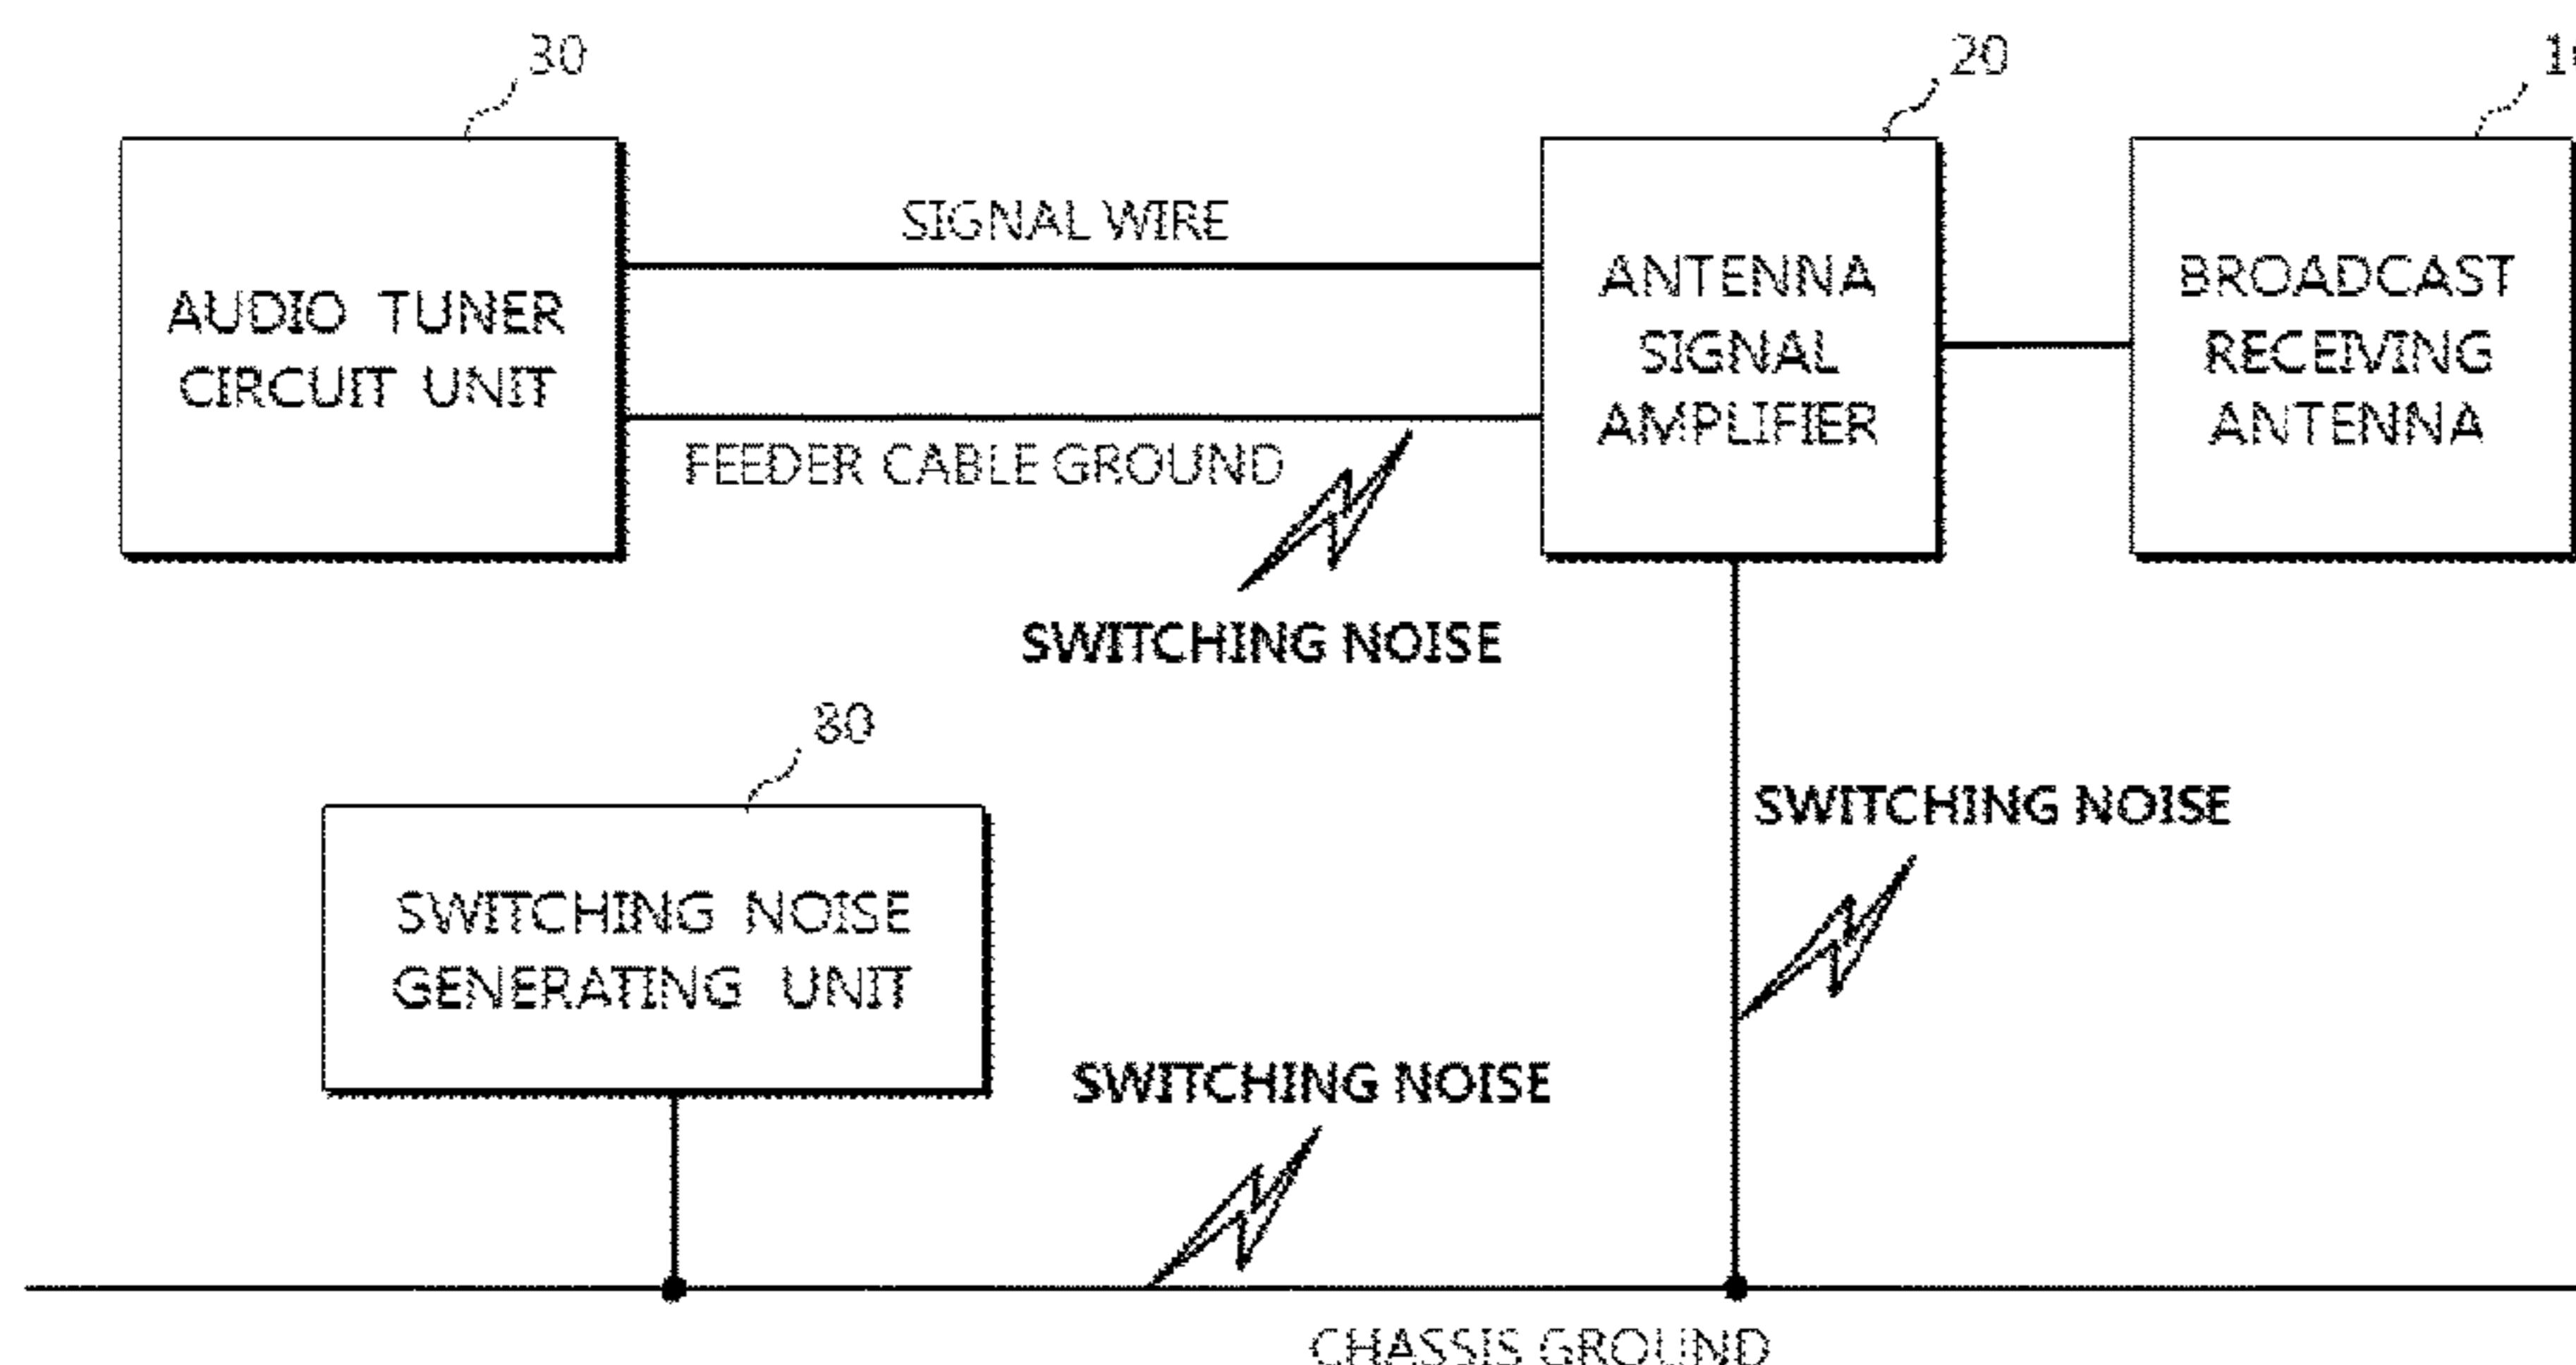 30
20
SIGNAL WIRE
AUDIO TUNER
CIRCUIT UNIT
ANTENNA
SIGNAL
AMPLIFIER
BROADCAST
RECEIVING
ANTENNA
FEEDER CABLE GROUND
SWITCHING NOISE
80
SWITCHING NOISE
SWITCHING NOISE
GENERATING UNIT
SWITCHING NOISE
CHASSIS GROUND